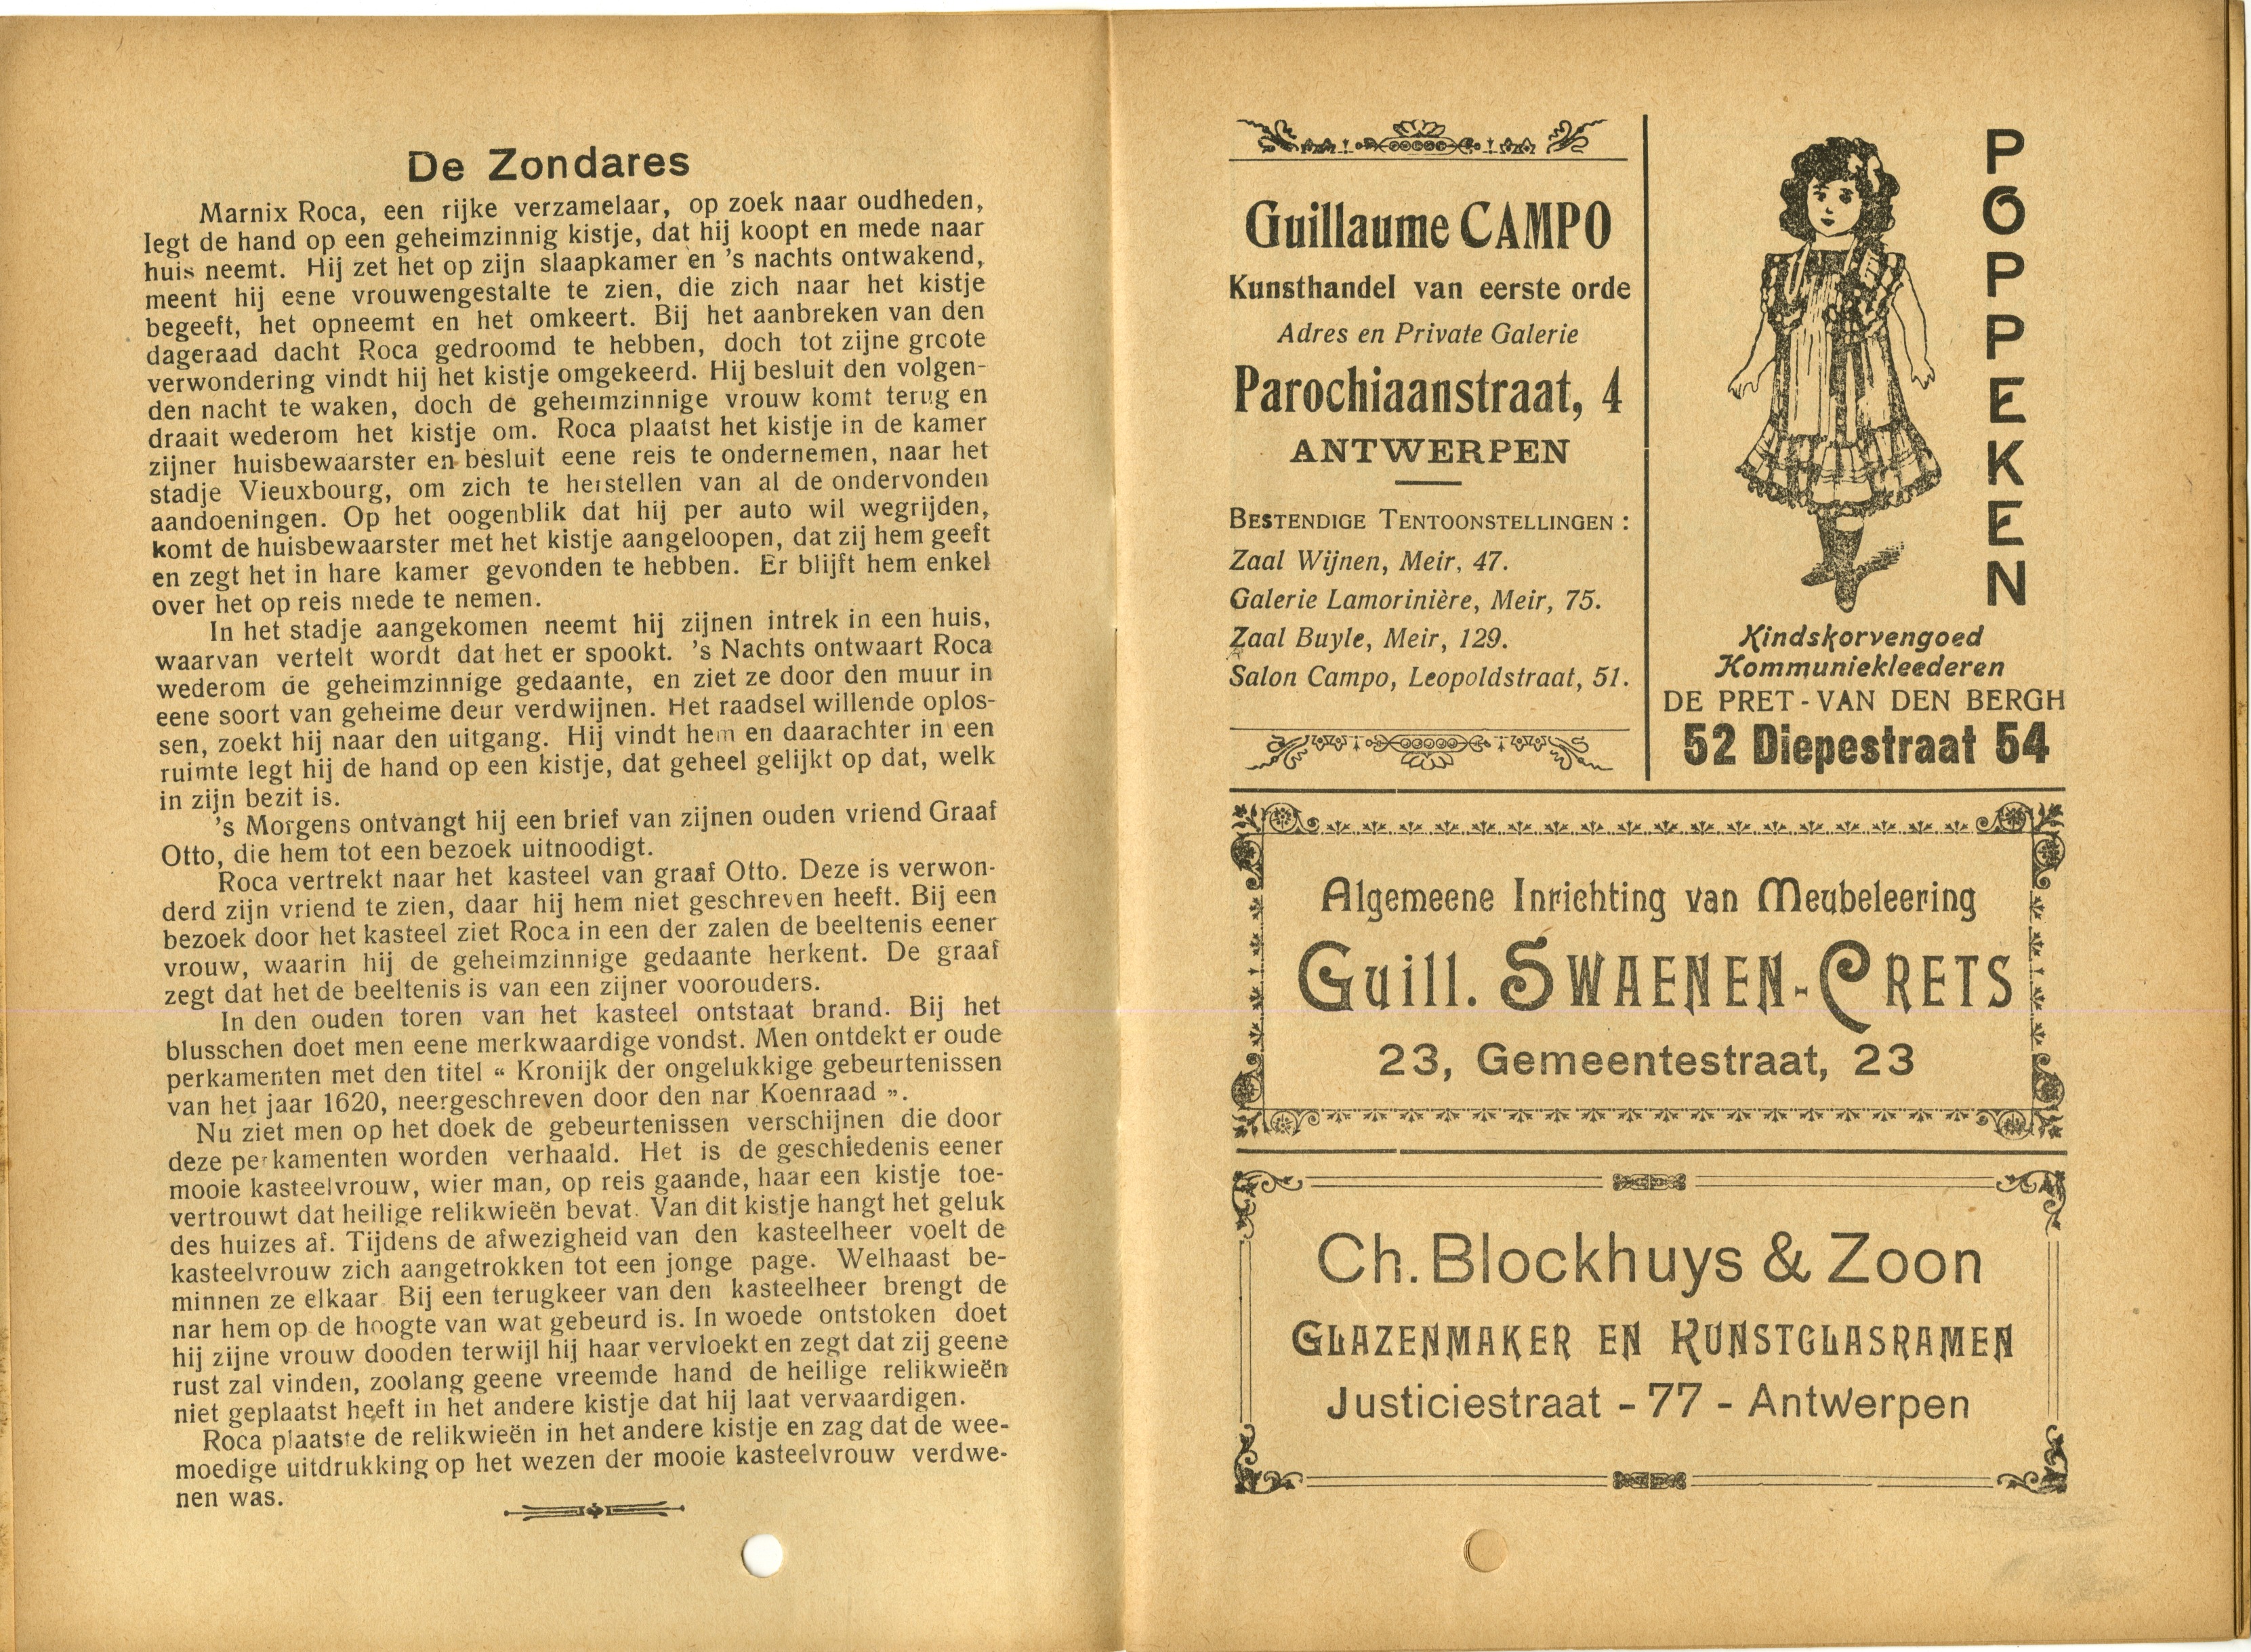 De Zondares
Marnix Roca, een rijke verzamelaar, op zoek naar oudheden,
legt de hand op een geheimzinnig kistje, dat hij koopt en mede naar
huis neemt. Hij zet het op zijn slaapkamer en 's nachts ontwakend,
meent hij eene vrouwengestalte te zien, die zich naar het kistje
begeeft, het opneemt en het omkeert. Bij het aanbreken van den
dageraad dacht Roca gedroomd te hebben, doch tot zijne groote
verwondering vindt hij het kistje omgekeerd. Hij besluit den volgen-
den nacht te waken, doch de geheimzinnige vrouw komt terug en
draait wederom het kistje om. Roca plaatst het kistje in de kamer
zijner huisbewaarster en besluit eene reis te ondernemen, naar het
stadje Vieuxbourg, om zich te herstellen van al de ondervonden
aandoeningen. Op het oogenblik dat hij per auto wil wegrijden,
komt de huisbewaarster met het kistje aangeloopen, dat zij hem geeft
en zegt het in hare kamer gevonden te hebben. Er blijft hem enkel
over het op reis mede te nemen.
In het stadje aangekomen neemt hij zijnen intrek in een huis,
waarvan vertelt wordt dat het er spookt. 's Nachts ontwaart Roca
wederom de geheimzinnige gedaante, en ziet ze door den muur in
eene soort van geheime deur verdwijnen. Het raadsel willende oplos-
sen, zoekt hij naar den uitgang. Hij vindt hem en daarachter in een
ruimte legt hij de hand op een kistje, dat geheel gelijkt op dat, welk
in zijn bezit is.
's Morgens ontvangt hij een brief van zijnen ouden vriend Graaf
Otto, die hem tot een bezoek uitnoodigt.
Roca vertrekt naar het kasteel van graaf Otto. Deze is verwon-
derd zijn vriend te zien, daar hij hem niet geschreven heeft. Bij een
bezoek door het kasteel ziet Roca in een der zalen de beeltenis eener
vrouw, waarin hij de geheimzinnige gedaante herkent. De graaf
zegt dat het de beeltenis is van een zijner voorouders.
In den ouden toren van het kasteel ontstaat brand. Bij het
blusschen doet men eene merkwaardige vondst. Men ontdekt er oude
perkamenten met den titel « Kronijk der ongelukkige gebeurtenissen
van het jaar 1620, neergeschreven door den nar Koenraad ».
Nu ziet men op het doek de gebeurtenissen verschijnen die door
deze perkamenten worden verhaald. Het is de geschiedenis eener
mooie kasteelvrouw, wier man, op reis gaande, haar een kistje toe-
vertrouwt dat heilige relikwieën bevat. Van dit kistje hangt het geluk
des huizes af. Tijdens de afwezigheid van den kasteelheer voelt de
kasteelvrouw zich aangetrokken tot een jonge page. Welhaast be-
minnen ze elkaar. Bij een terugkeer van den kasteelheer brengt de
nar hem op de hoogte van wat gebeurd is. In woede ontstoken doet
hij zijne vrouw dooden terwijl hij haar vervloekt en zegt dat zij geene
rust zal vinden, zoolang geene vreemde hand de heilige relikwieën
niet geplaatst heeft in het andere kistje dat hij laat vervaardigen.
Roca plaatste de relikwieën in het andere kistje en zag dat de wee-
moedige uitdrukking op het wezen der mooie kasteelvrouw verdwe-
nen was.
Guillaume CAMPO
Kunsthandel van eerste orde
Adres en Private Galerie
Parochiaanstraat, 4
ANTWERPEN
BESTENDIGE TENTOONSTELLINGEN :
Zaal Wijnen, Meir, 47.
Galerie Lamorinière, Meir, 75.
Zaal Buyle, Meir, 129.
Salon Campo, Leopoldstraat, 51.
POPPEKEN
Kindskorvengoed
Kommuniekleederen
DE PRET - VAN DEN BERGH
52 Diepestraat 54
Algemeene Inrichting van Meubeleering
Guill. SWAENEN-CRETS
23, Gemeentestraat, 23
Ch. Blockhuys & Zoon
GLAZENMAKER EN KUNSTGLASRAMEN
Justiciestraat - 77 - Antwerpen